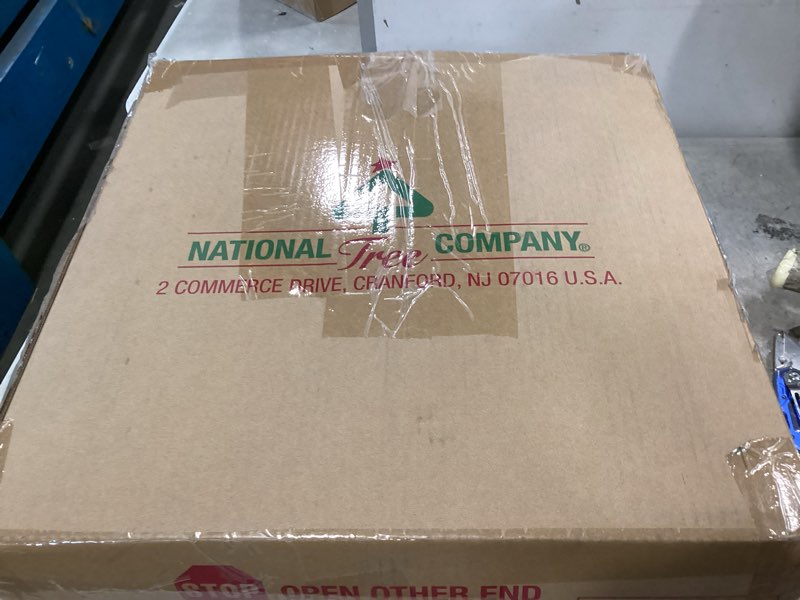 NATIONAL Tree COMPANY®
2 COMMERCE DRIVE, CRANFORD, NJ 07016 U.S.A.
STOP OPEN OTHER END